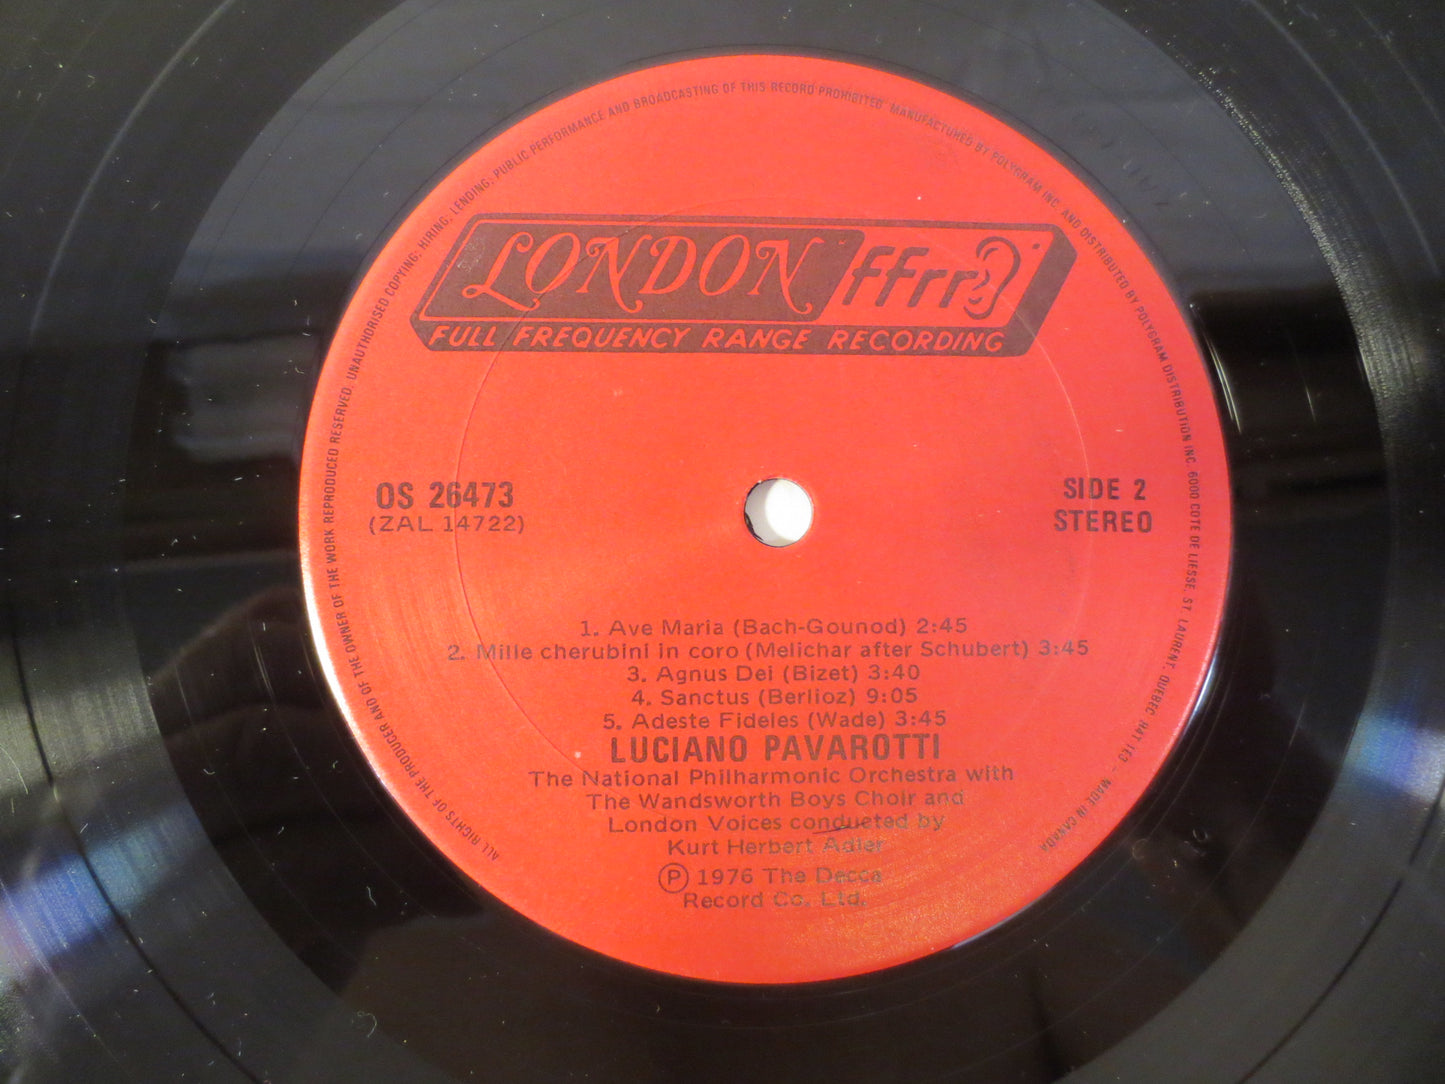 ALL RIGHTS OF THE PRODUCER AND OF THE OWNER OF THE WORK REPRODUCED RESERVED. UNAUTHORISED COPYING, HIRING, LENDING, PUBLIC PERFORMANCE AND BROADCASTING OF THIS RECORD PROHIBITED. MANUFACTURED BY POLYGRAM INC. AND DISTRIBUTED BY POLYGRAM DISTRIBUTION INC. 6000 COTE DE LIESSE, ST. LAURENT, QUEBEC H4T 1E3 - MADE IN CANADA
LONDON ffrr
FULL FREQUENCY RANGE RECORDING
OS 26473
(ZAL 14722)
SIDE 2
STEREO
1. Ave Maria (Bach-Gounod) 2:45
2. Mille cherubini in coro (Melichar after Schubert) 3:45
3. Agnus Dei (Bizet) 3:40
4. Sanctus (Berlioz) 9:05
5. Adeste Fideles (Wade) 3:45
LUCIANO PAVAROTTI
The National Philharmonic Orchestra with
The Wandsworth Boys Choir and
London Voices conducted by
Kurt Herbert Adler
Ⓟ 1976 The Decca
Record Co. Ltd.